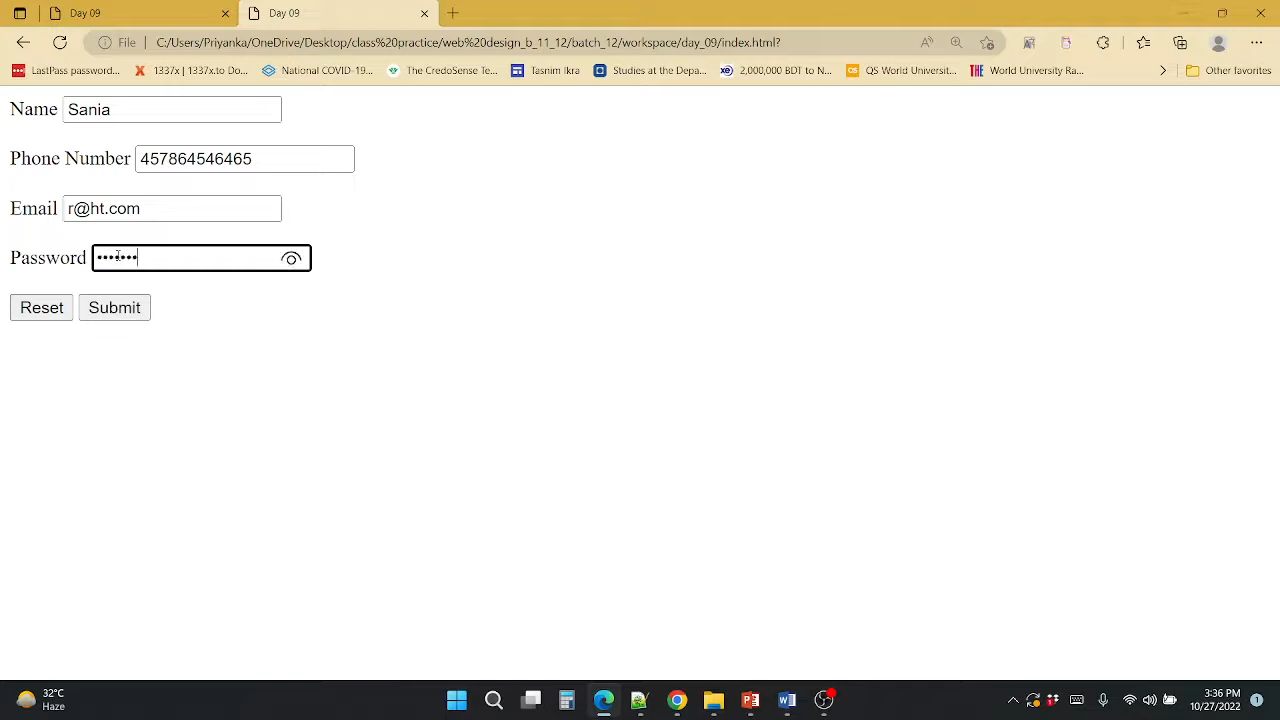 Day 09
Day 09
File
C:/Users/Priyanka/OneDrive/Desktop/class%20practice/web%20design_b_11_12/batch_12/workspace/day_09/index.html?
LastPass password...
1337x | 1337x.to Do...
National COVID-19...
The CredoSense Te...
Tasnim Ikra
Studies at the Depa...
2,000,000 BDT to N...
QS World Universit...
World University Ra...
Other favorites
Name Sania
Phone Number 457864546465
Email r@ht.com
Password •••••••
Reset Submit
32°C
Haze
3:36 PM
10/27/2022
1